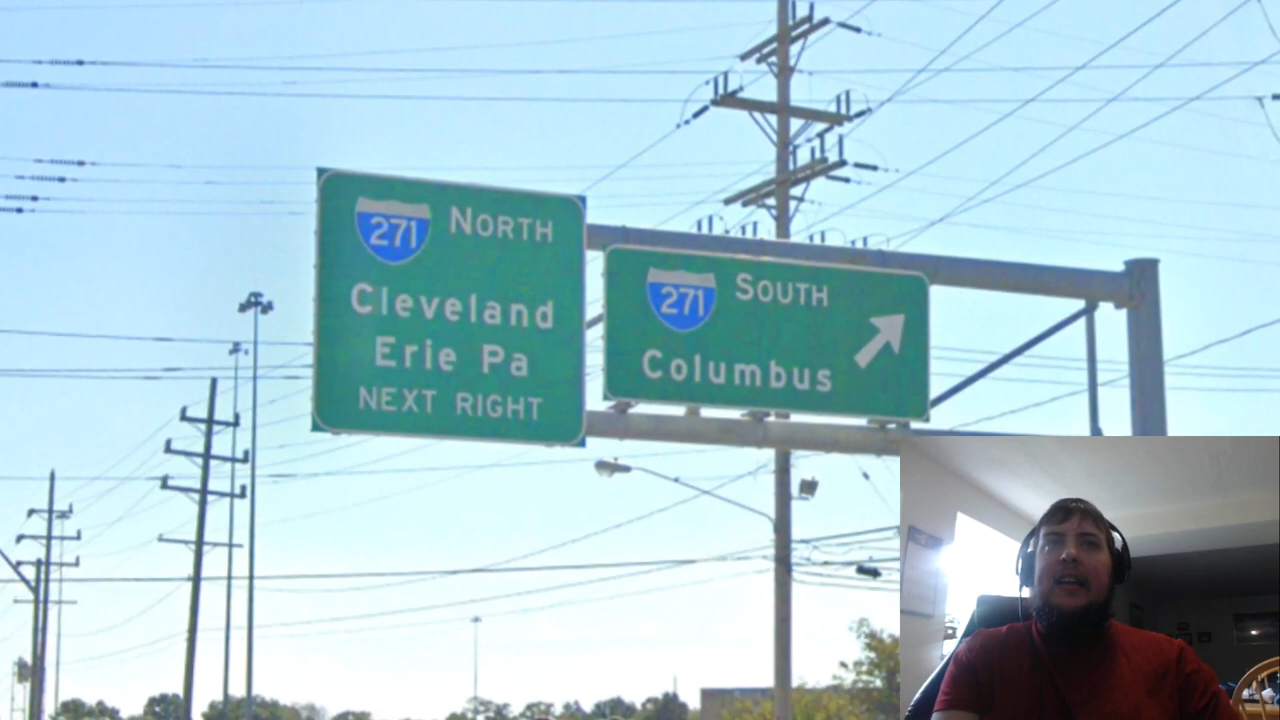 271 NORTH
Cleveland
Erie Pa
NEXT RIGHT
271 SOUTH
Columbus